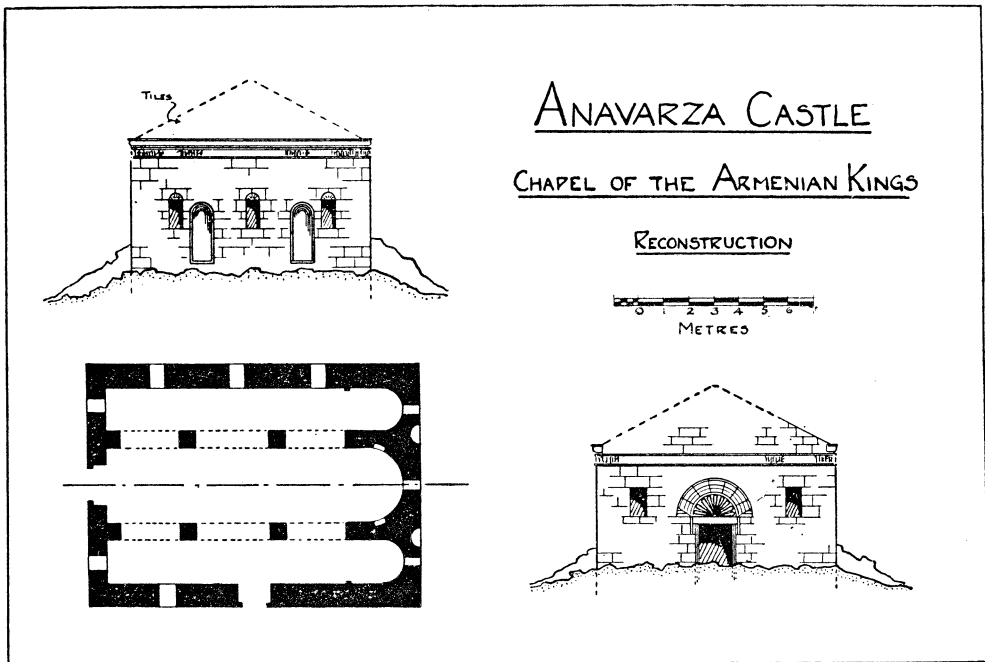 TILES
ANAVARZA CASTLE
CHAPEL OF THE ARMENIAN KINGS
RECONSTRUCTION
0 1 2 3 4 5 6
METRES